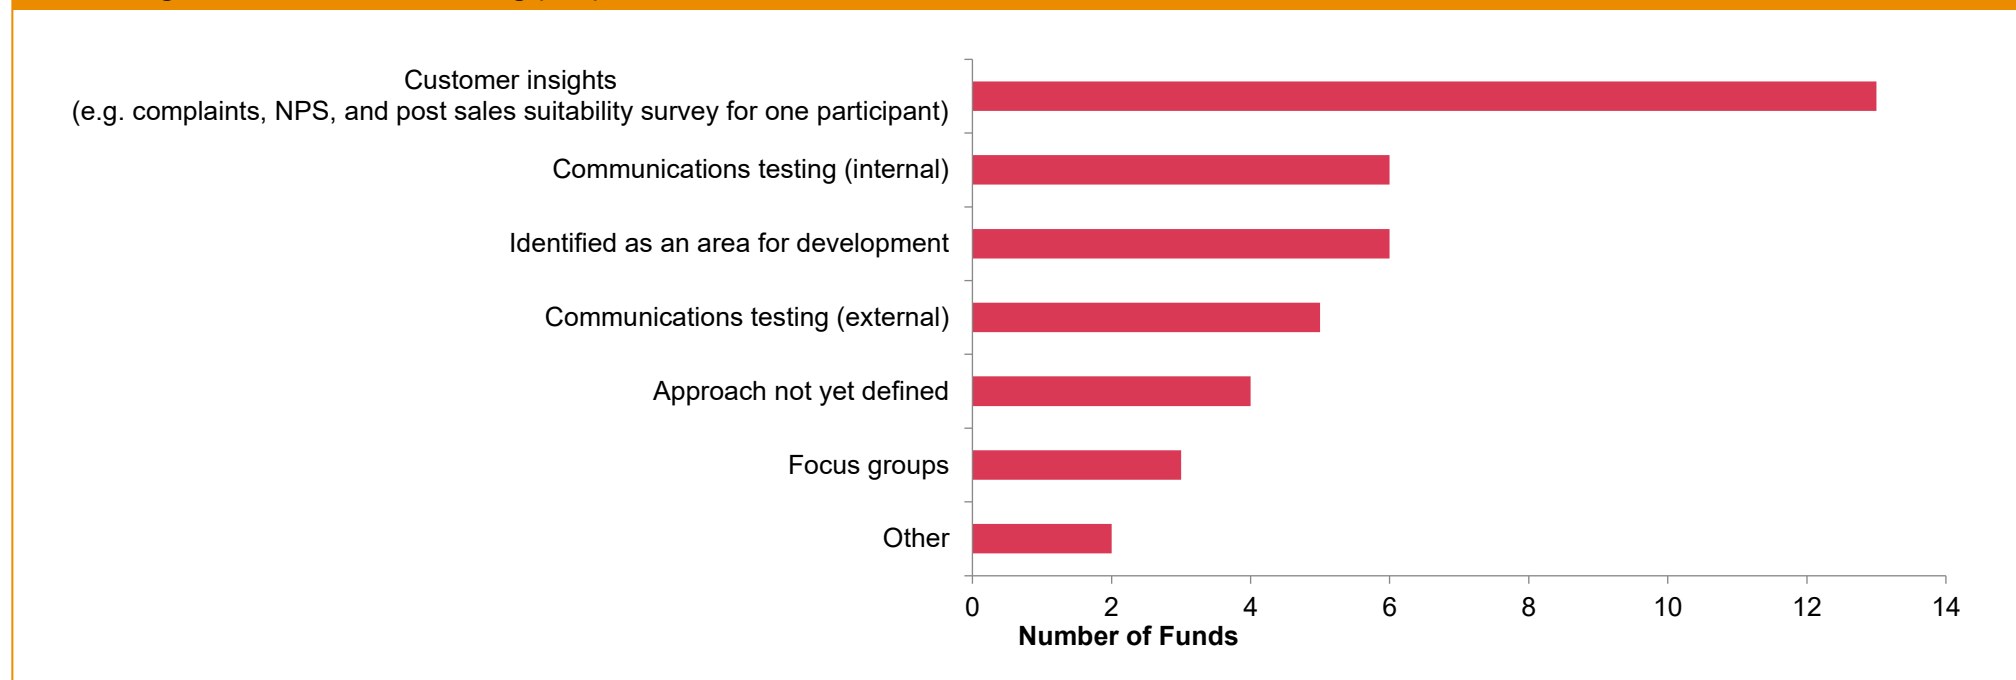 Customer insights
(e.g. complaints, NPS, and post sales suitability survey for one participant)
Communications testing (internal)
Identified as an area for development
Communications testing (external)
Approach not yet defined
Focus groups
Other
0 2 4 6 8 10 12 14
Number of Funds